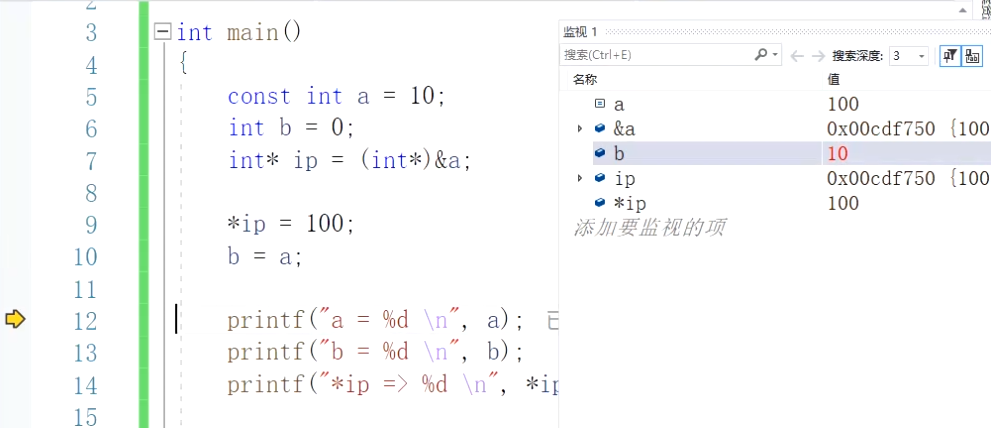 2
3 int main()
4 {
5 const int a = 10;
6 int b = 0;
7 int* ip = (int*)&a;
8
9 *ip = 100;
10 b = a;
11
12 printf("a = %d \n", a); 已
13 printf("b = %d \n", b);
14 printf("*ip => %d \n", *ip
15
监视 1
搜索(Ctrl+E) 搜索深度: 3
名称 值
a 100
&a 0x00cdf750 {100
b 10
ip 0x00cdf750 {100
*ip 100
添加要监视的项